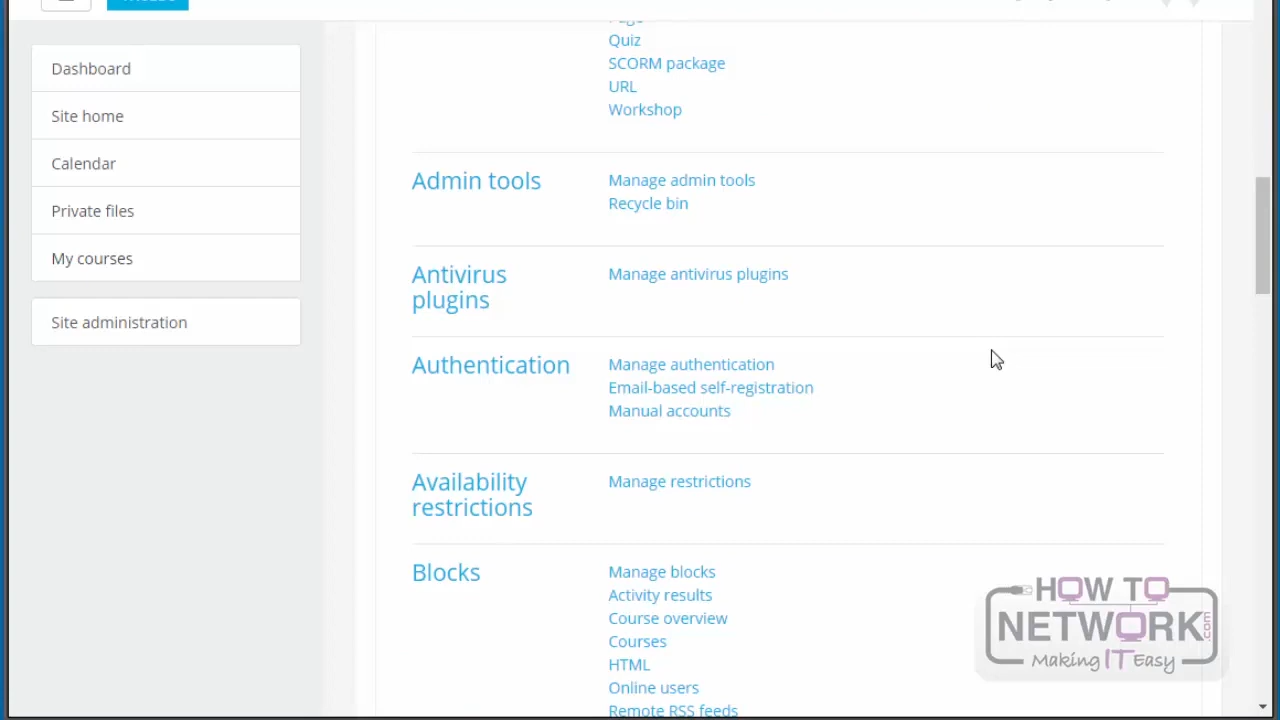 Dashboard
Site home
Calendar
Private files
My courses
Site administration
Quiz
SCORM package
URL
Workshop
Admin tools
Manage admin tools
Recycle bin
Antivirus
plugins
Manage antivirus plugins
Authentication
Manage authentication
Email-based self-registration
Manual accounts
Availability
restrictions
Manage restrictions
Blocks
Manage blocks
Activity results
Course overview
Courses
HTML
Online users
Remote RSS feeds
HOW TO
NETWORK.com
Making IT Easy